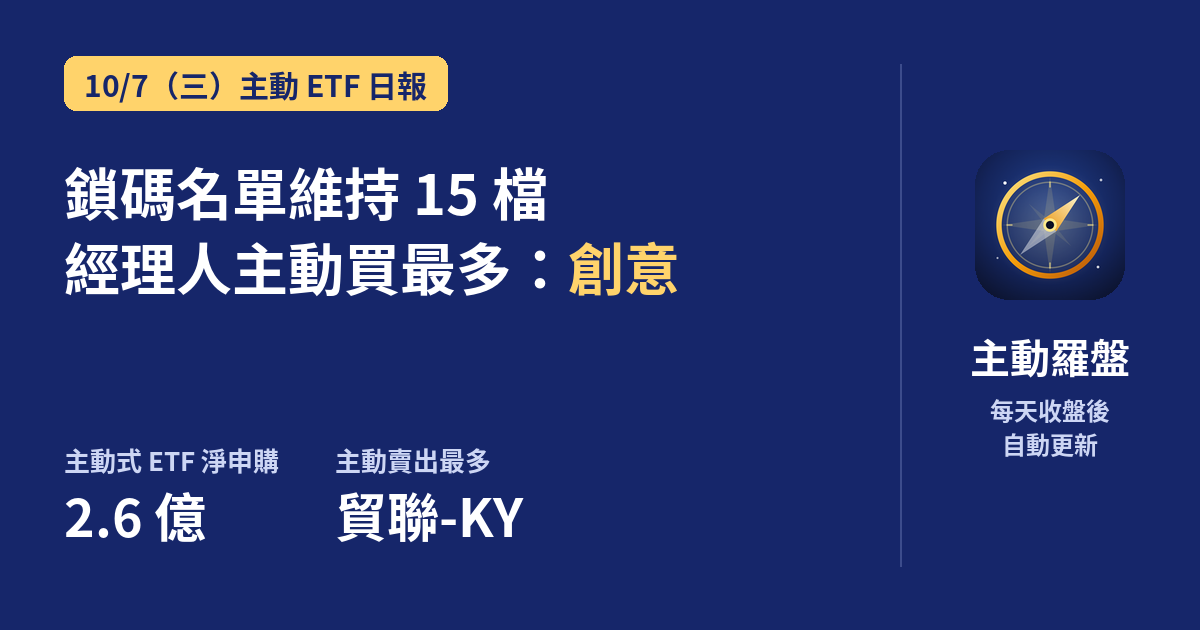 10/7（三）主動 ETF 日報
鎖碼名單維持 15 檔
經理人主動買最多：創意
主動式 ETF 淨申購
2.6 億
主動賣出最多
貿聯-KY
主動羅盤
每天收盤後
自動更新